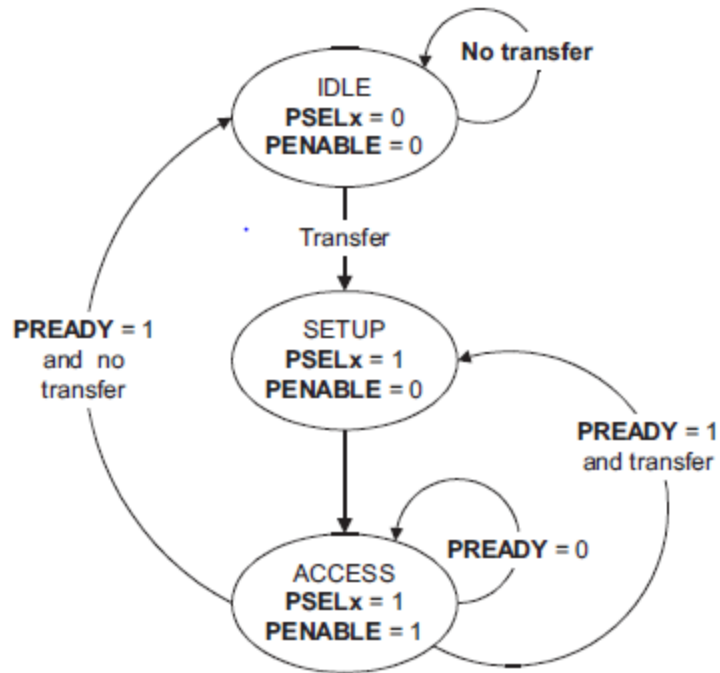 No transfer
IDLE
PSELx = 0
PENABLE = 0
Transfer
PREADY = 1
and no
transfer
SETUP
PSELx = 1
PENABLE = 0
PREADY = 1
and transfer
PREADY = 0
ACCESS
PSELx = 1
PENABLE = 1